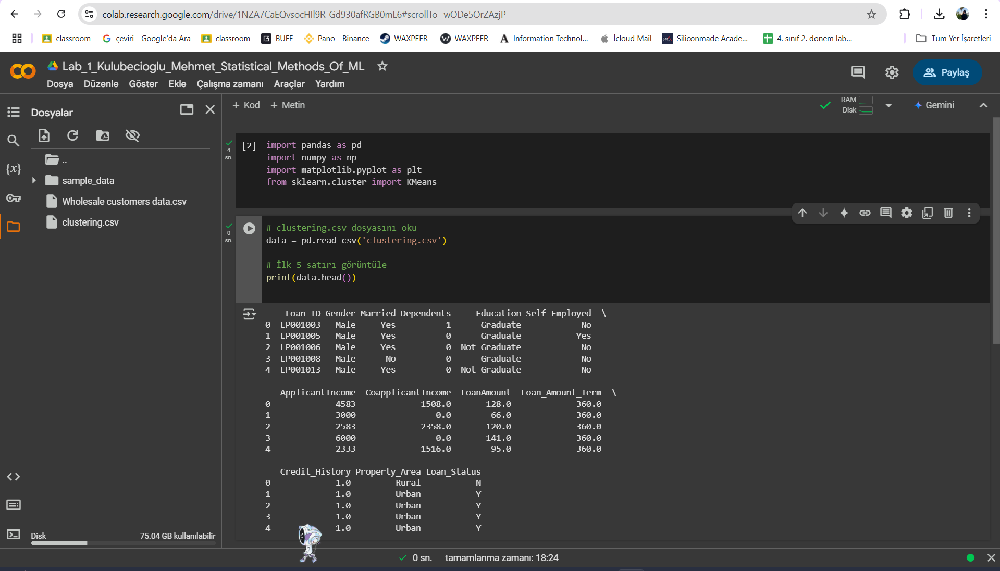 colab.research.google.com/drive/1NZA7CaEQvsocHIl9R_Gd930afRGB0mL6#scrollTo=wODe5OrZAzjP
classroom çeviri - Google'da Ara classroom BUFF Pano - Binance WAXPEER WAXPEER Information Technol... İcloud Mail Siliconmade Acade... 4. sınıf 2. dönem lab... Tüm Yer İşaretleri
Lab_1_Kulubecioglu_Mehmet_Statistical_Methods_Of_ML
Paylaş
Dosya Düzenle Göster Ekle Çalışma zamanı Araçlar Yardım
Dosyalar
+ Kod + Metin
RAM
Disk
Gemini
..
sample_data
Wholesale customers data.csv
clustering.csv
{x}
4
sn.
[2] import pandas as pd
import numpy as np
import matplotlib.pyplot as plt
from sklearn.cluster import KMeans
0
sn.
# clustering.csv dosyasını oku
data = pd.read_csv('clustering.csv')
# İlk 5 satırı görüntüle
print(data.head())
Loan_ID Gender Married Dependents Education Self_Employed \
0 LP001003 Male Yes 1 Graduate No
1 LP001005 Male Yes 0 Graduate Yes
2 LP001006 Male Yes 0 Not Graduate No
3 LP001008 Male No 0 Graduate No
4 LP001013 Male Yes 0 Not Graduate No
ApplicantIncome CoapplicantIncome LoanAmount Loan_Amount_Term \
0 4583 1508.0 128.0 360.0
1 3000 0.0 66.0 360.0
2 2583 2358.0 120.0 360.0
3 6000 0.0 141.0 360.0
4 2333 1516.0 95.0 360.0
Credit_History Property_Area Loan_Status
0 1.0 Rural N
1 1.0 Urban Y
2 1.0 Urban Y
3 1.0 Urban Y
4 1.0 Urban Y
Disk 75.04 GB kullanılabilir
0 sn. tamamlanma zamanı: 18:24